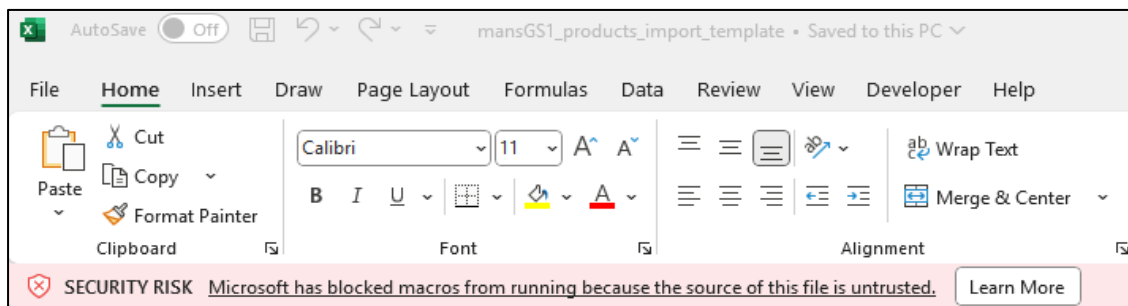 AutoSave Off mansGS1_products_import_template • Saved to this PC
File Home Insert Draw Page Layout Formulas Data Review View Developer Help
Cut Calibri 11 A A ab Wrap Text
Paste Copy
Format Painter B I U A Merge & Center
Clipboard Font Alignment
SECURITY RISK Microsoft has blocked macros from running because the source of this file is untrusted. Learn More